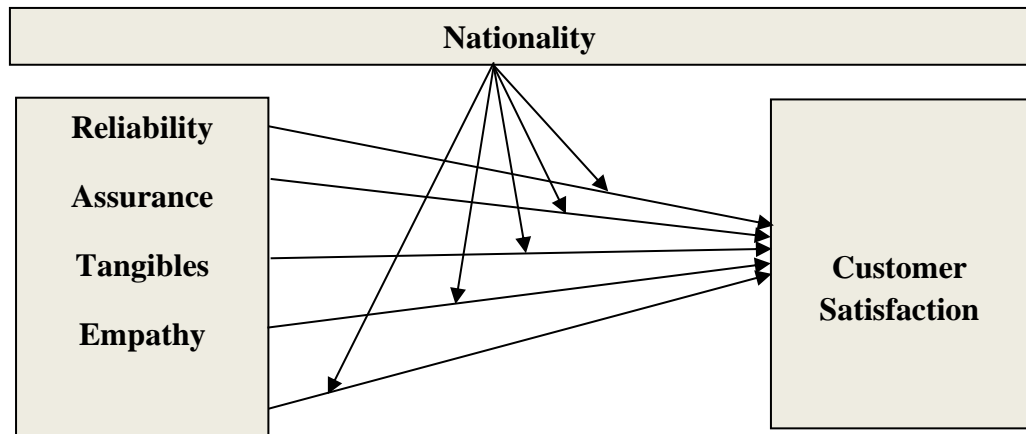 Nationality
Reliability
Assurance
Tangibles
Empathy
Customer
Satisfaction